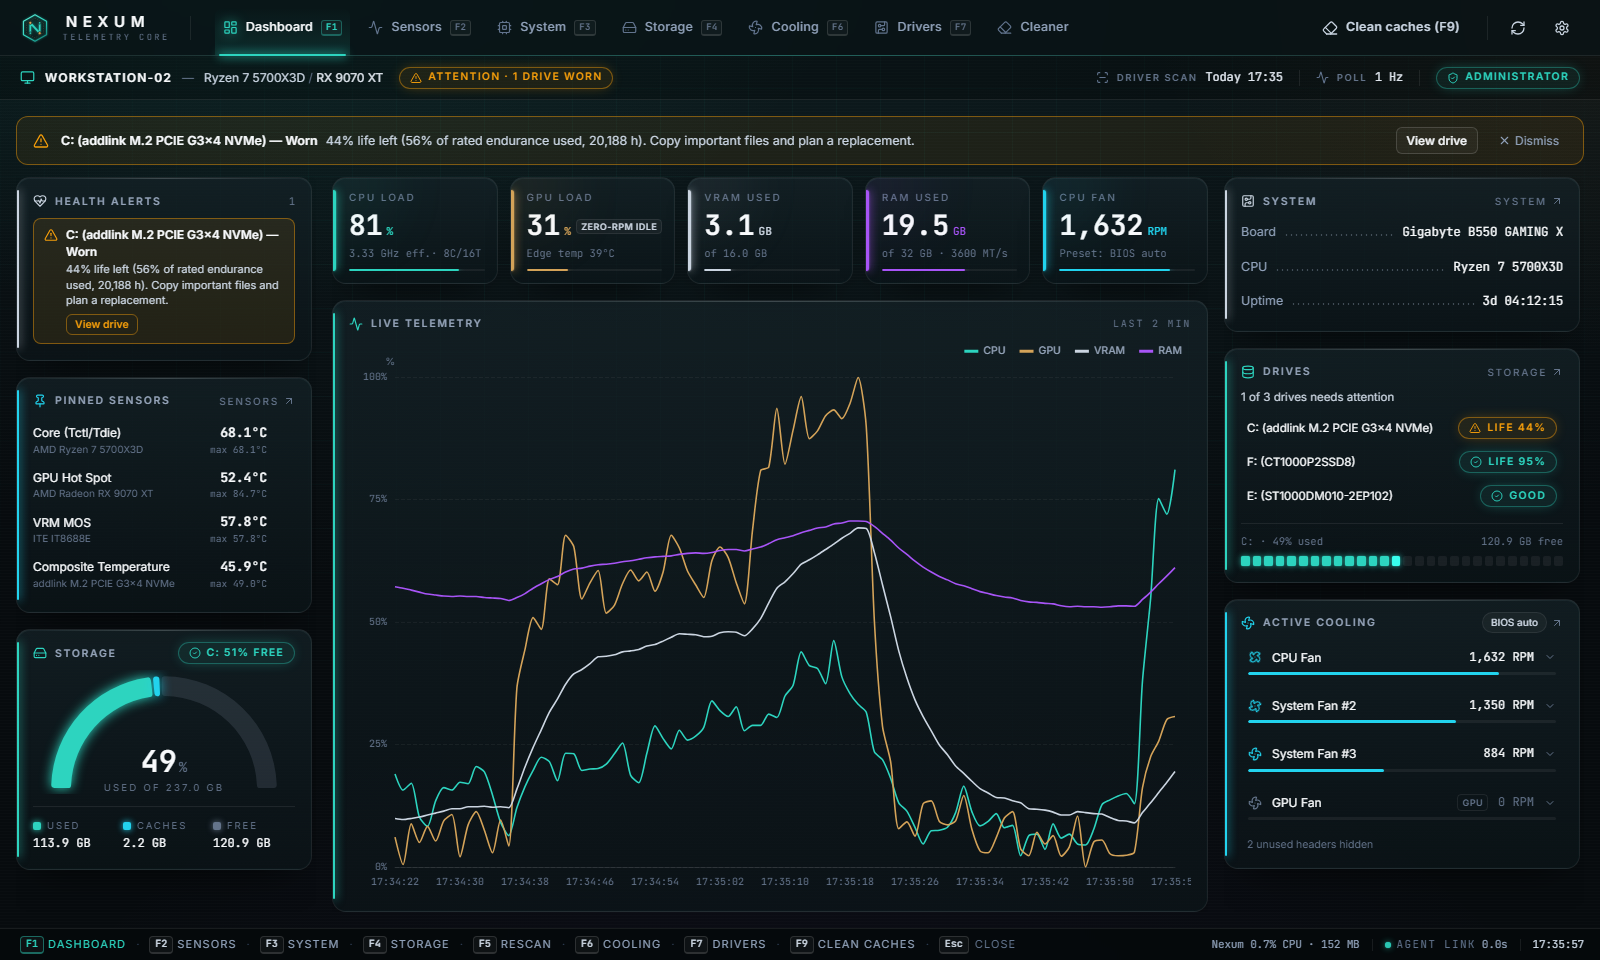 NEXUM
TELEMETRY CORE
Dashboard F1
Sensors F2
System F3
Storage F4
Cooling F6
Drivers F7
Cleaner
Clean caches (F9)
WORKSTATION-02 — Ryzen 7 5700X3D / RX 9070 XT
ATTENTION · 1 DRIVE WORN
DRIVER SCAN Today 17:35
POLL 1 Hz
ADMINISTRATOR
C: (addlink M.2 PCIE G3×4 NVMe) — Worn 44% life left (56% of rated endurance used, 20,188 h). Copy important files and plan a replacement.
View drive
Dismiss
HEALTH ALERTS 1
C: (addlink M.2 PCIE G3×4 NVMe) —
Worn
44% life left (56% of rated endurance
used, 20,188 h). Copy important files and
plan a replacement.
View drive
PINNED SENSORS
SENSORS
Core (Tctl/Tdie) 68.1°C
AMD Ryzen 7 5700X3D max 68.1°C
GPU Hot Spot 52.4°C
AMD Radeon RX 9070 XT max 84.7°C
VRM MOS 57.8°C
ITE IT8688E max 57.8°C
Composite Temperature 45.9°C
addlink M.2 PCIE G3×4 NVMe max 49.8°C
STORAGE
C: 51% FREE
49%
USED OF 237.0 GB
USED
113.9 GB
CACHES
2.2 GB
FREE
120.9 GB
CPU LOAD
81%
3.33 GHz eff.· 8C/16T
GPU LOAD
31% ZERO-RPM IDLE
Edge temp 39°C
VRAM USED
3.1 GB
of 16.0 GB
RAM USED
19.5 GB
of 32 GB · 3600 MT/s
CPU FAN
1,632 RPM
Preset: BIOS auto
LIVE TELEMETRY
LAST 2 MIN
CPU GPU VRAM RAM
%
100%
75%
50%
25%
0%
17:34:22 17:34:30 17:34:38 17:34:46 17:34:54 17:35:02 17:35:10 17:35:18 17:35:26 17:35:34 17:35:42 17:35:50 17:35:5
SYSTEM
SYSTEM
Board Gigabyte B550 GAMING X
CPU Ryzen 7 5700X3D
Uptime 3d 04:12:15
DRIVES
STORAGE
1 of 3 drives needs attention
C: (addlink M.2 PCIE G3×4 NVMe) LIFE 44%
F: (CT1000P2SSD8) LIFE 95%
E: (ST1000DM010-2EP102) GOOD
C: · 49% used 120.9 GB free
ACTIVE COOLING
BIOS auto
CPU Fan 1,632 RPM
System Fan #2 1,350 RPM
System Fan #3 884 RPM
GPU Fan GPU 0 RPM
2 unused headers hidden
F1 DASHBOARD · F2 SENSORS · F3 SYSTEM · F4 STORAGE · F5 RESCAN · F6 COOLING · F7 DRIVERS · F9 CLEAN CACHES · Esc CLOSE
Nexum 0.7% CPU · 152 MB
AGENT LINK 0.0s
17:35:57